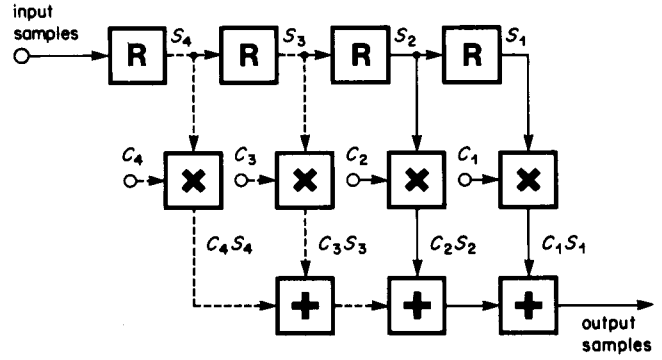 input
samples
R S₄ R S₃ R S₂ R S₁
C₄ × C₃ × C₂ × C₁ ×
C₄S₄ C₃S₃ C₂S₂ C₁S₁
+ + +
output
samples